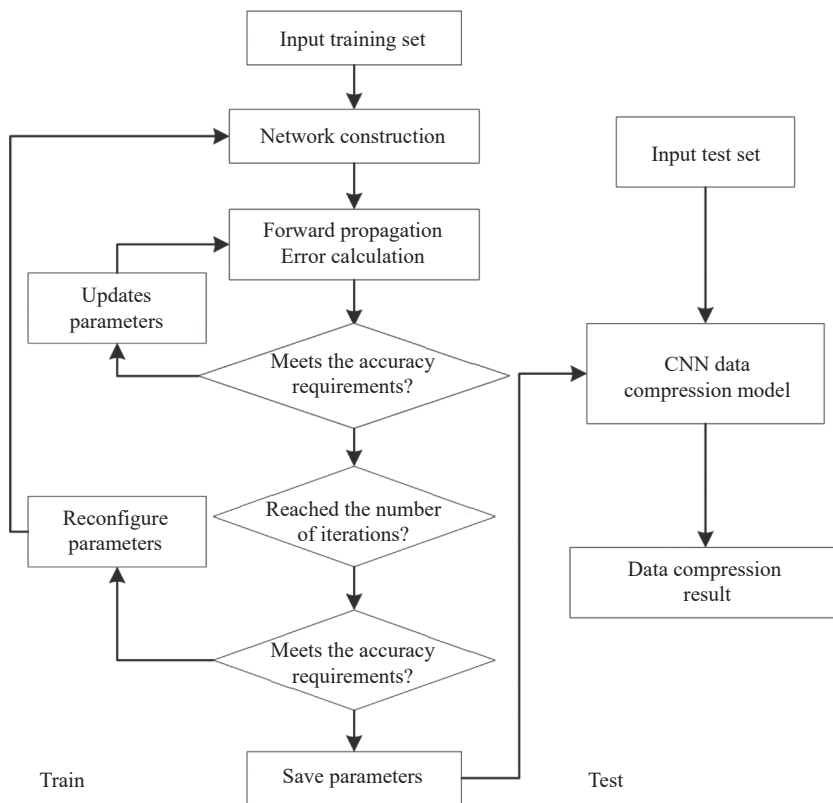 Input training set
Network construction
Forward propagation
Error calculation
Updates
parameters
Meets the accuracy
requirements?
Reached the number
of iterations?
Reconfigure
parameters
Meets the accuracy
requirements?
Save parameters
Train
Input test set
CNN data
compression model
Data compression
result
Test